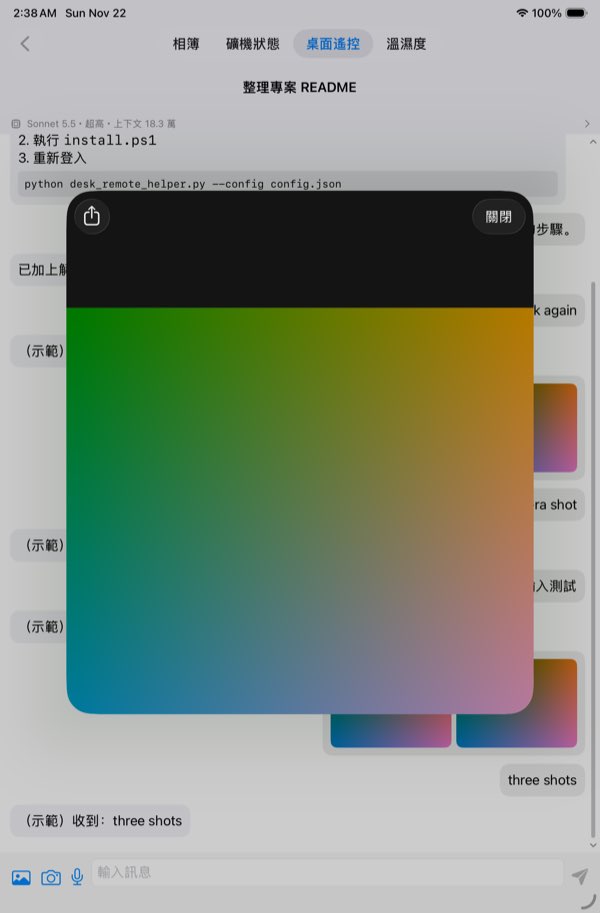 2:38 AM Sun Nov 22 100%
相簿 礦機狀態 桌面遙控 溫濕度
整理專案 README
Sonnet 5.5・超高・上下文 18.3 萬
2. 執行 install.ps1
3. 重新登入
python desk_remote_helper.py --config config.json
關閉
步驟。
已加上
k again
（示範）
ra shot
（示範）
入測試
（示範）
three shots
（示範）收到：three shots
輸入訊息